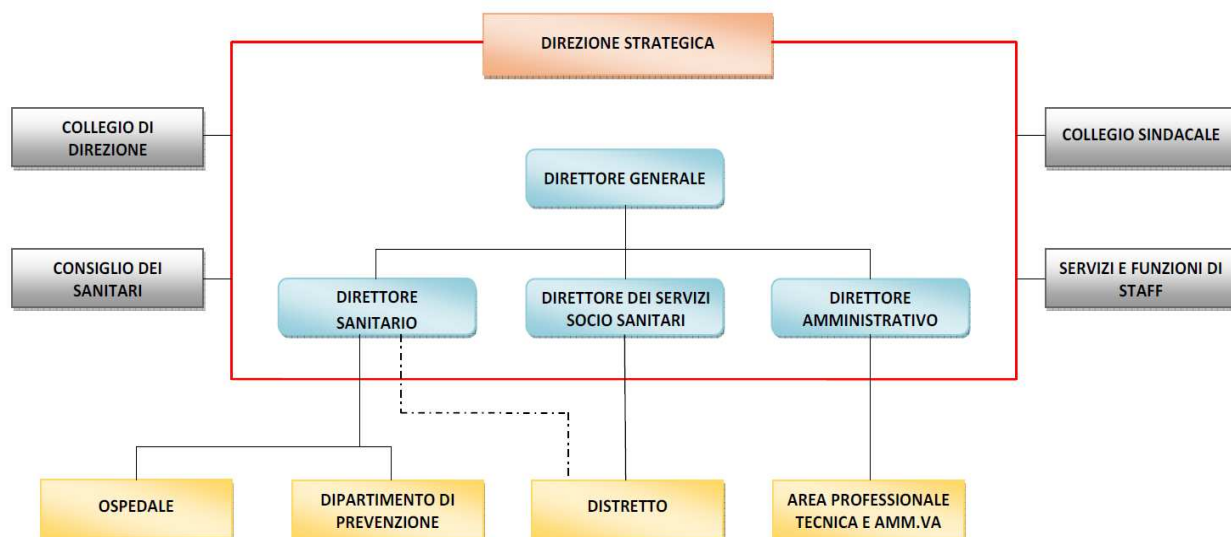 DIREZIONE STRATEGICA
COLLEGIO DI
DIREZIONE
COLLEGIO SINDACALE
DIRETTORE GENERALE
CONSIGLIO DEI
SANITARI
SERVIZI E FUNZIONI DI
STAFF
DIRETTORE
SANITARIO
DIRETTORE DEI SERVIZI
SOCIO SANITARI
DIRETTORE
AMMINISTRATIVO
OSPEDALE
DIPARTIMENTO DI
PREVENZIONE
DISTRETTO
AREA PROFESSIONALE
TECNICA E AMM.VA